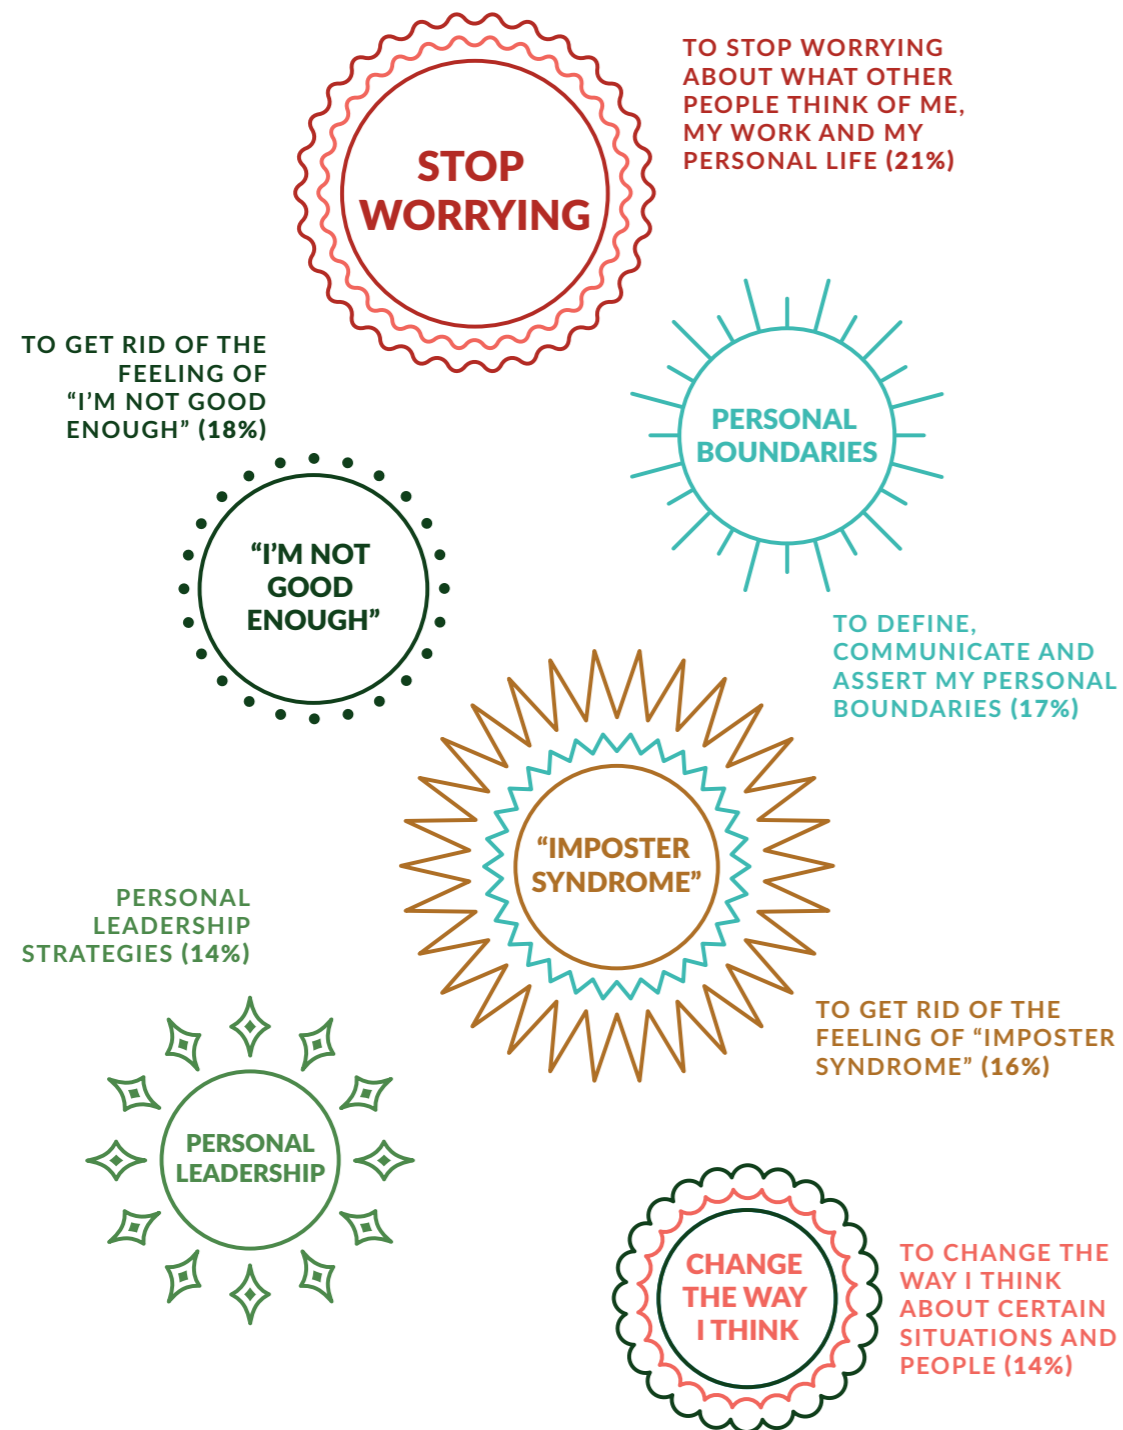 STOP
WORRYING
TO STOP WORRYING
ABOUT WHAT OTHER
PEOPLE THINK OF ME,
MY WORK AND MY
PERSONAL LIFE (21%)
TO GET RID OF THE
FEELING OF
“I’M NOT GOOD
ENOUGH” (18%)
“I’M NOT
GOOD
ENOUGH”
PERSONAL
BOUNDARIES
TO DEFINE,
COMMUNICATE AND
ASSERT MY PERSONAL
BOUNDARIES (17%)
“IMPOSTER
SYNDROME”
TO GET RID OF THE
FEELING OF “IMPOSTER
SYNDROME” (16%)
PERSONAL
LEADERSHIP
STRATEGIES (14%)
PERSONAL
LEADERSHIP
CHANGE
THE WAY
I THINK
TO CHANGE THE
WAY I THINK
ABOUT CERTAIN
SITUATIONS AND
PEOPLE (14%)